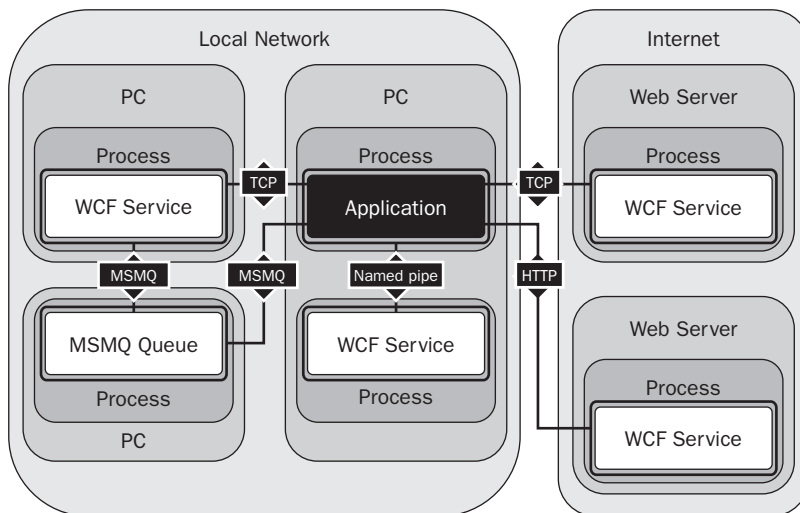 Local Network
Internet
PC
PC
Web Server
Process
Process
Process
TCP
TCP
WCF Service
Application
WCF Service
MSMQ
MSMQ
Named pipe
HTTP
MSMQ Queue
WCF Service
Web Server
Process
Process
Process
PC
WCF Service